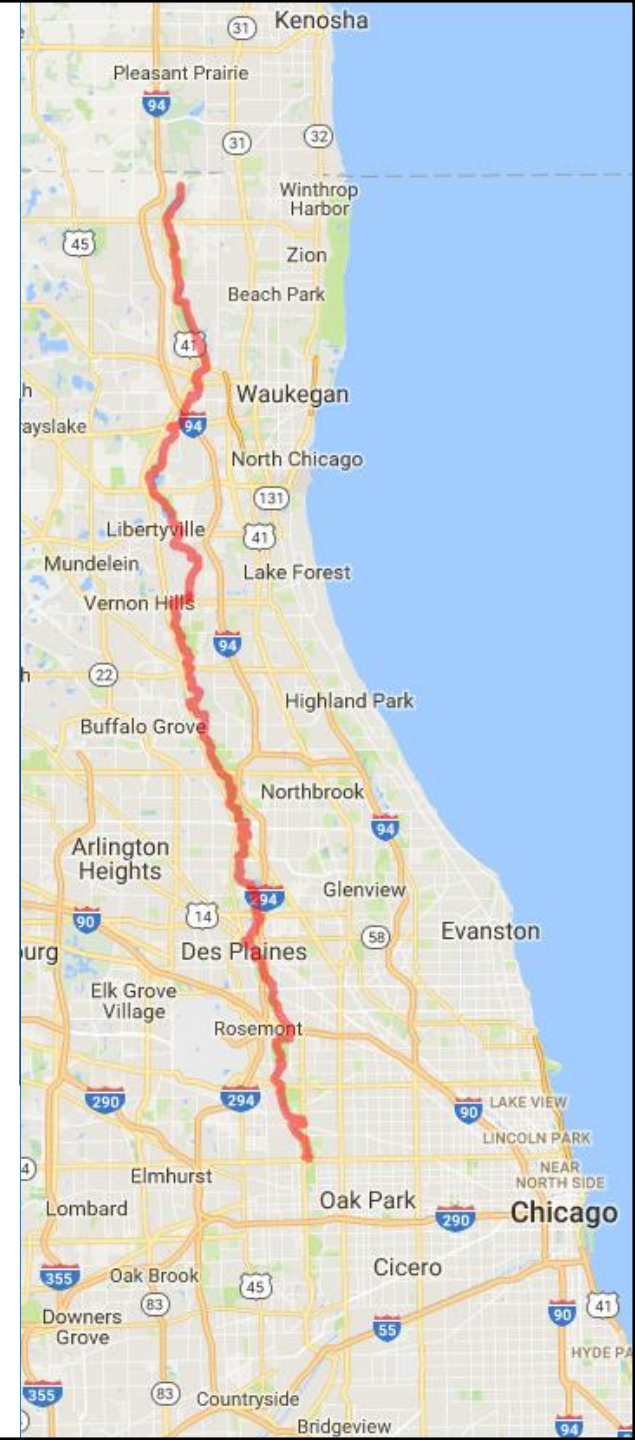 Kenosha
31
Pleasant Prairie
94
31
32
Winthrop
Harbor
45
Zion
Beach Park
41
Waukegan
h
94
ayslake
North Chicago
131
Libertyville
41
Mundelein
Lake Forest
Vernon Hills
94
22
h
Highland Park
Buffalo Grove
Northbrook
94
Arlington
Heights
Glenview
294
14
90
58
Evanston
urg
Des Plaines
Elk Grove
Village
Rosemont
290
294
90
LAKE VIEW
LINCOLN PARK
4
Elmhurst
NEAR
NORTH SIDE
Oak Park
Lombard
Chicago
290
Cicero
355
Oak Brook
45
83
90
41
Downers
Grove
55
HYDE PA
355
83
Countryside
Bridgeview
94